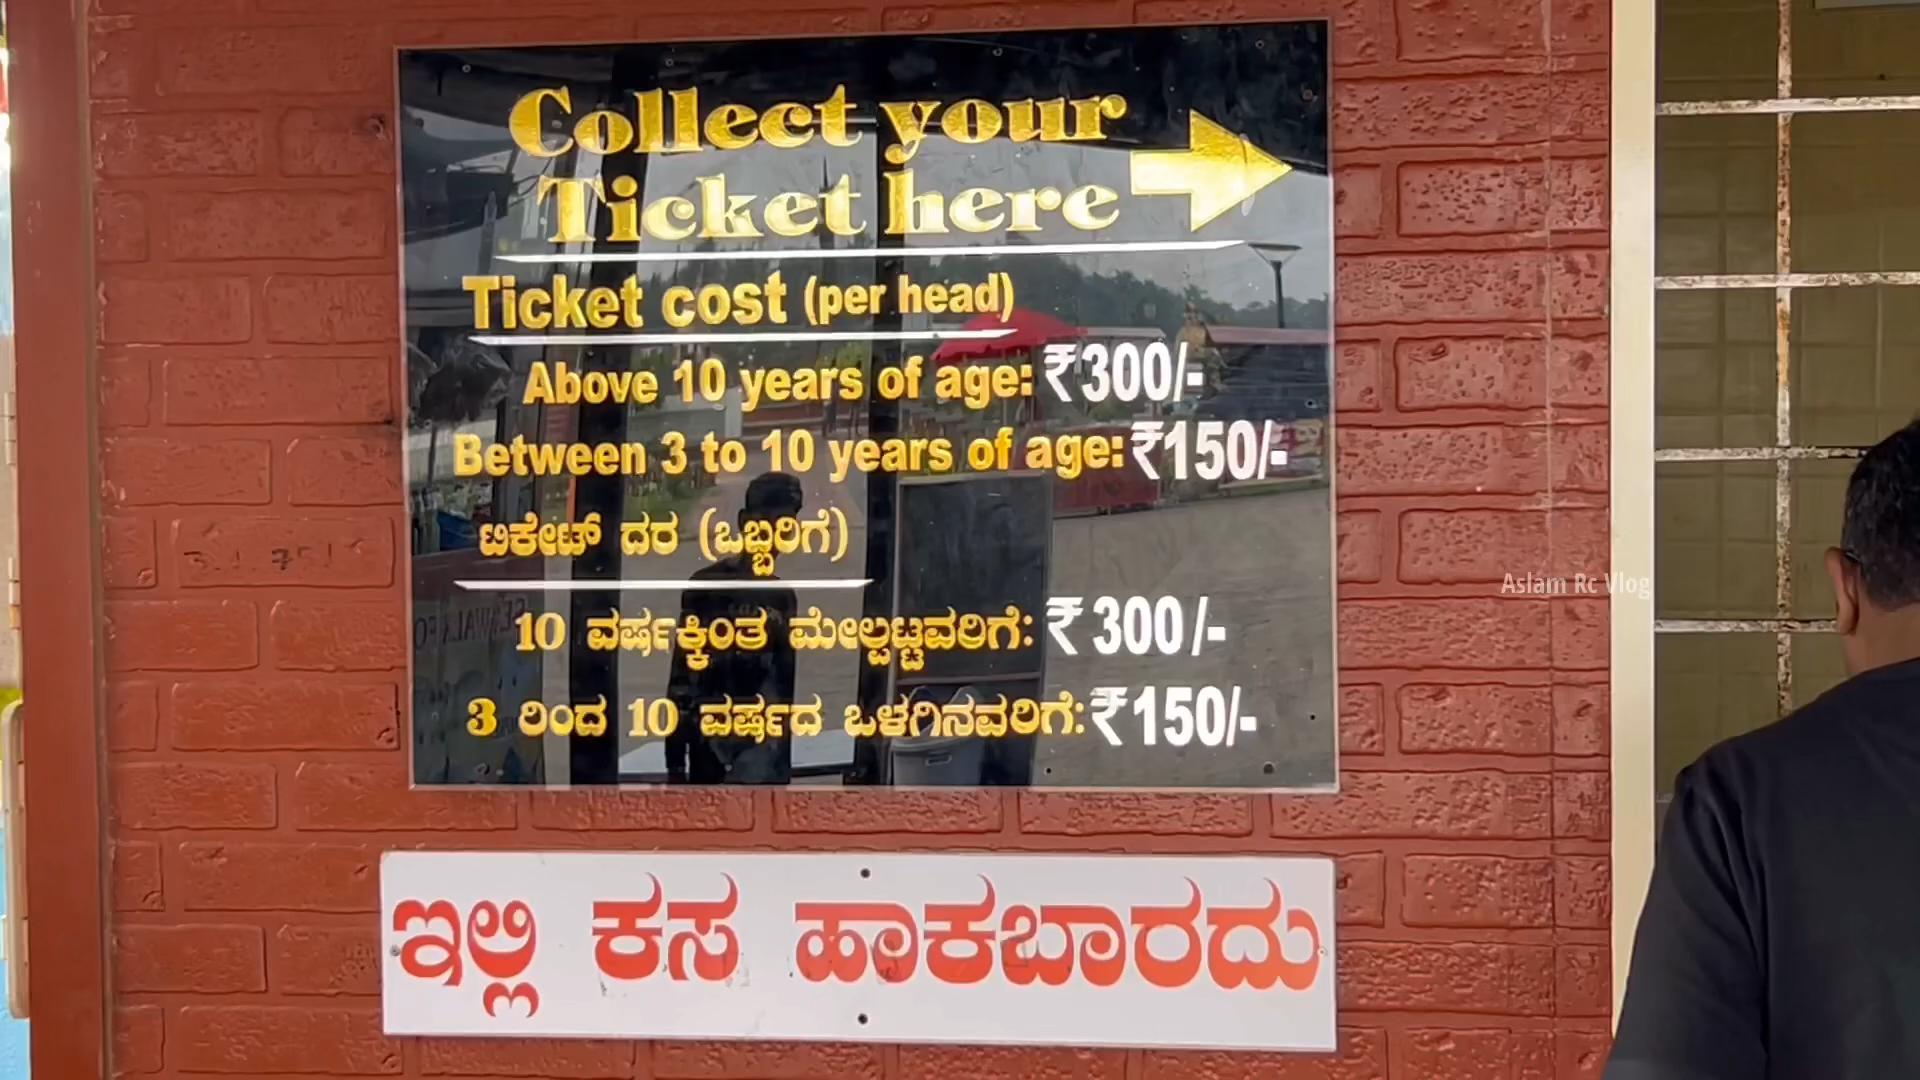 Collect your
Ticket here
Ticket cost (per head)
Above 10 years of age: ₹300/-
Between 3 to 10 years of age: ₹150/-
ಟಿಕೇಟ್ ದರ (ಒಬ್ಬರಿಗೆ)
10 ವರ್ಷಕ್ಕಿಂತ ಮೇಲ್ಪಟ್ಟವರಿಗೆ: ₹ 300/-
3 ರಿಂದ 10 ವರ್ಷದ ಒಳಗಿನವರಿಗೆ: ₹150/-
Aslam Rc Vlog
ಇಲ್ಲಿ ಕಸ ಹಾಕಬಾರದು